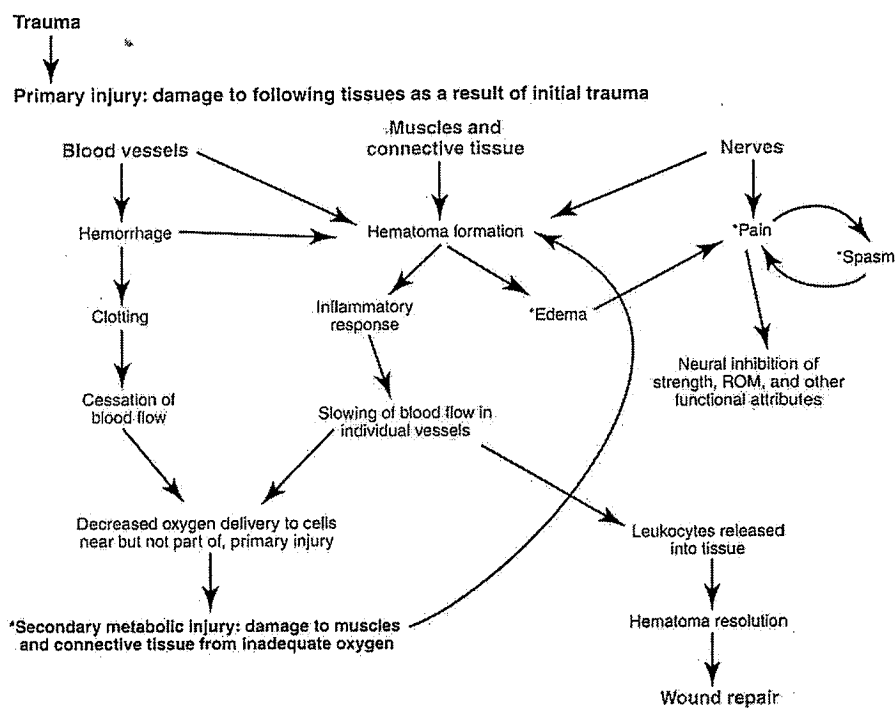 Trauma
Primary injury: damage to following tissues as a result of initial trauma
Blood vessels
Muscles and
connective tissue
Nerves
Hemorrhage
Hematoma formation
*Pain
*Spasm
Clotting
Inflammatory
response
*Edema
Neural inhibition of
strength, ROM, and other
functional attributes
Cessation of
blood flow
Slowing of blood flow in
individual vessels
Decreased oxygen delivery to cells
near but not part of, primary injury
Leukocytes released
into tissue
*Secondary metabolic injury: damage to muscles
and connective tissue from inadequate oxygen
Hematoma resolution
Wound repair